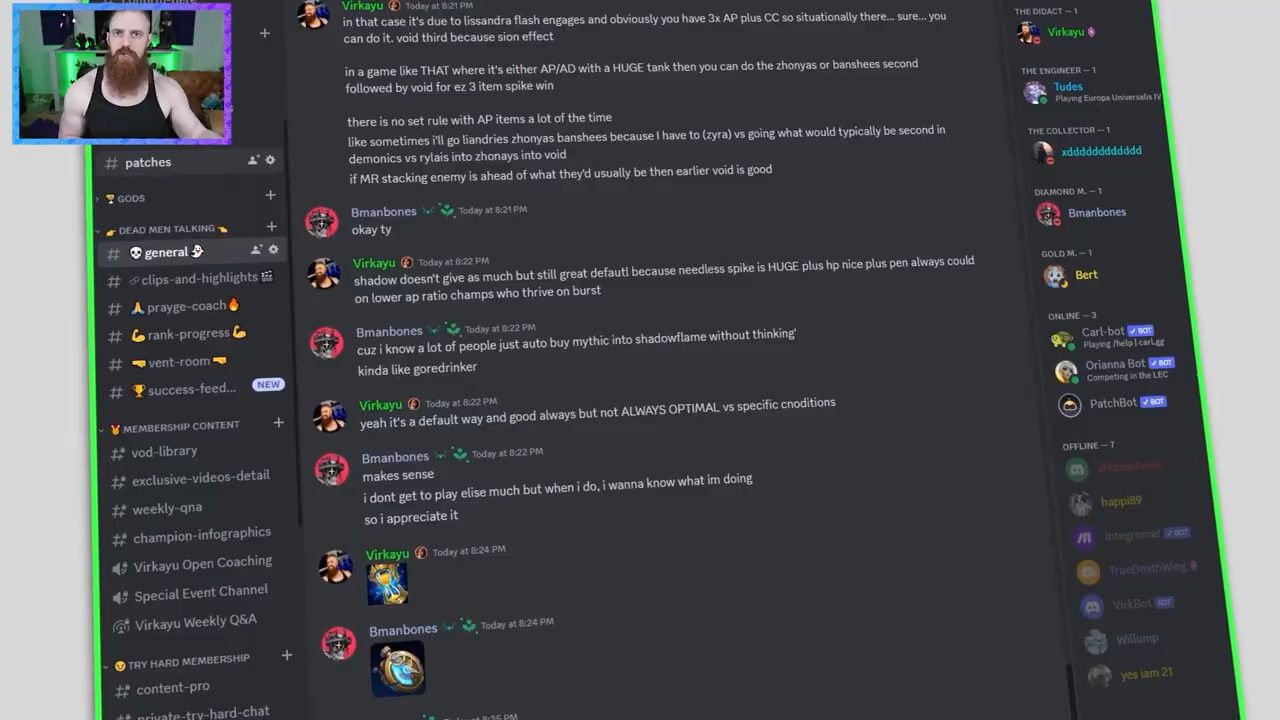 # patches
🏆 GODS
👉 DEAD MEN TALKING 👈
# 💀general👻
# clips-and-highlights🎬
# 🙏prayge-coach🔥
# 💪rank-progress💪
# 🤜vent-room🤛
# 🏆success-feed...
NEW
🏅MEMBERSHIP CONTENT
vod-library
exclusive-videos-detail
weekly-qna
champion-infographics
Virkayu Open Coaching
Special Event Channel
Virkayu Weekly Q&A
TRY HARD MEMBERSHIP
content-pro
private-try-hard-chat
Virkayu Today at 8:21 PM
in that case it's due to lissandra flash engages and obviously you have 3x AP plus CC so situationally there... sure... you
can do it. void third because sion effect
in a game like THAT where it's either AP/AD with a HUGE tank then you can do the zhonyas or banshees second
followed by void for ez 3 item spike win
there is no set rule with AP items a lot of the time
like sometimes i'll go liandries zhonyas banshees because I have to (zyra) vs going what would typically be second in
demonics vs rylais into zhonays into void
if MR stacking enemy is ahead of what they'd usually be then earlier void is good
Bmanbones Today at 8:21 PM
okay ty
Virkayu Today at 8:22 PM
shadow doesn't give as much but still great defautl because needless spike is HUGE plus hp nice plus pen always could
on lower ap ratio champs who thrive on burst
Bmanbones Today at 8:22 PM
cuz i know a lot of people just auto buy mythic into shadowflame without thinking'
kinda like goredrinker
Virkayu Today at 8:22 PM
yeah it's a default way and good always but not ALWAYS OPTIMAL vs specific cnoditions
Bmanbones Today at 8:22 PM
makes sense
i dont get to play elise much but when i do, i wanna know what im doing
so i appreciate it
Virkayu Today at 8:24 PM
Bmanbones Today at 8:24 PM
Today at 8:35 PM
THE DIDACT — 1
Virkayu
THE ENGINEER — 1
Tudes
Playing Europa Universalis IV
THE COLLECTOR — 1
xdddddddddddd
DIAMOND M. — 1
Bmanbones
GOLD M. — 1
Bert
ONLINE — 3
Carl-bot ✓ BOT
Playing /help | carl.gg
Orianna Bot ✓ BOT
Competing in the LEC
PatchBot ✓ BOT
OFFLINE — 7
happi89
Integromat ✓ BOT
TrueDeathWing
VirkBot BOT
Willump
yes iam 21